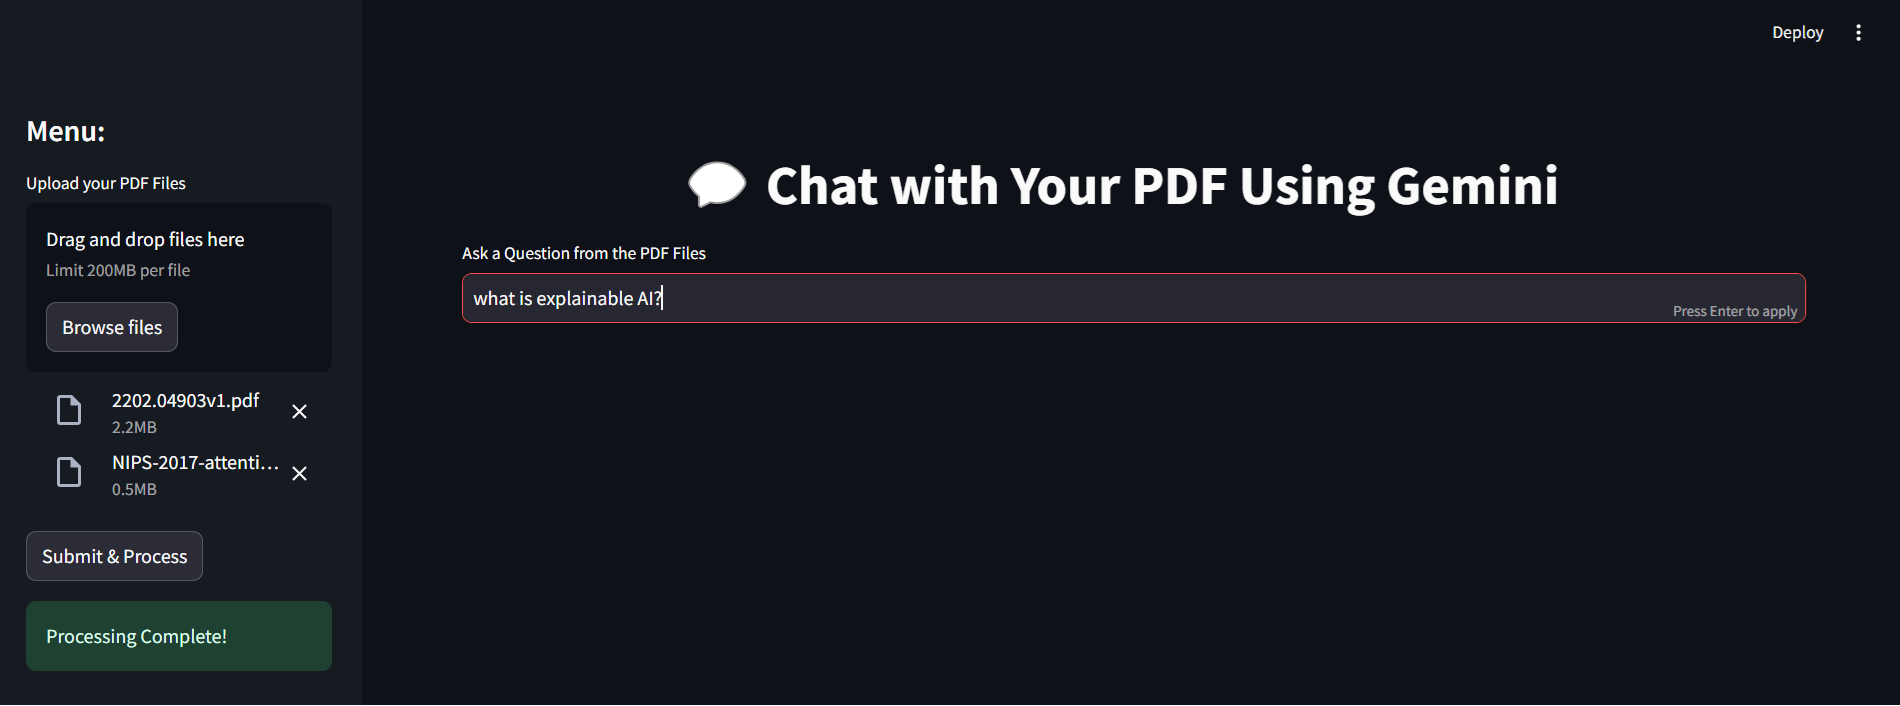 Deploy
Menu:
Upload your PDF Files
Drag and drop files here
Limit 200MB per file
Browse files
2202.04903v1.pdf
2.2MB
NIPS-2017-attenti...
0.5MB
Submit & Process
Processing Complete!
Chat with Your PDF Using Gemini
Ask a Question from the PDF Files
what is explainable AI?
Press Enter to apply